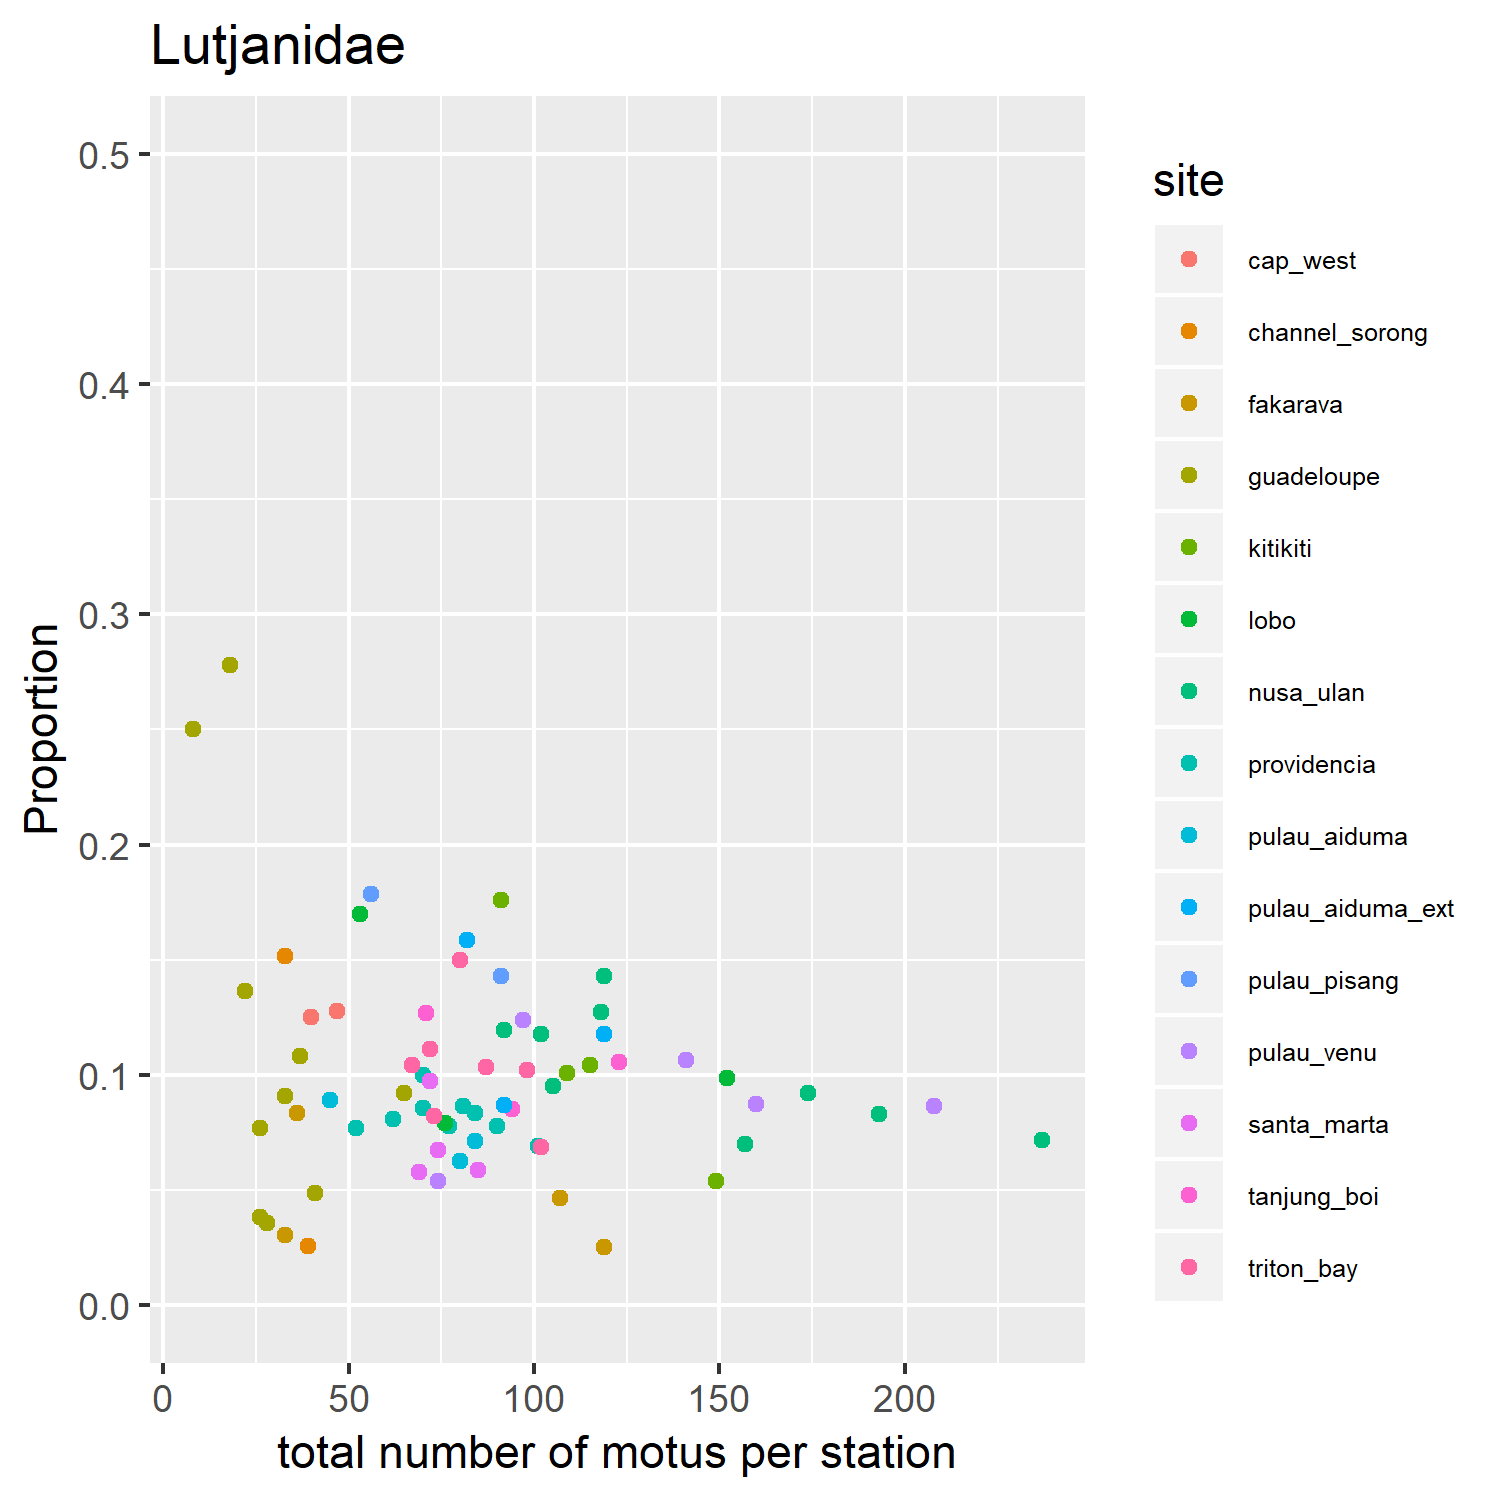 Lutjanidae
0.5
0.4
0.3
0.2
0.1
0.0
Proportion
0
50
100
150
200
total number of motus per station
site
cap_west
channel_sorong
fakarava
guadeloupe
kitikiti
lobo
nusa_ulan
providencia
pulau_aiduma
pulau_aiduma_ext
pulau_pisang
pulau_venu
santa_marta
tanjung_boi
triton_bay